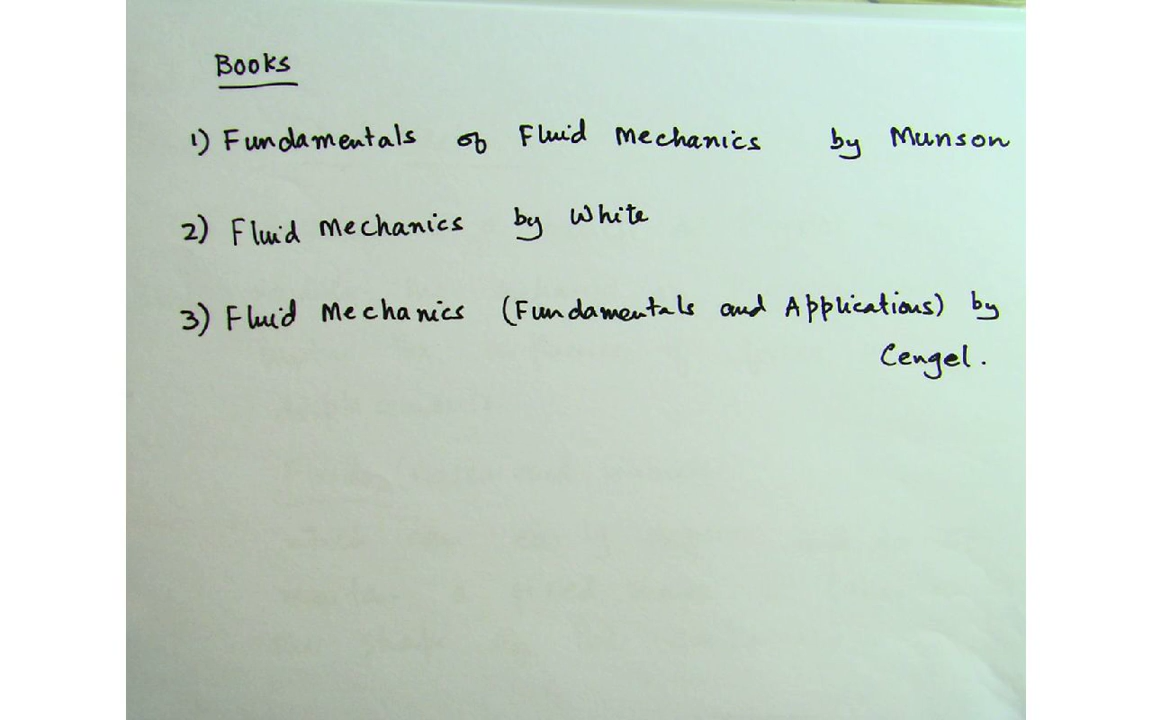 Books
1) Fundamentals of Fluid Mechanics by Munson
2) Fluid Mechanics by White
3) Fluid Mechanics (Fundamentals and Applications) by
Cengel.